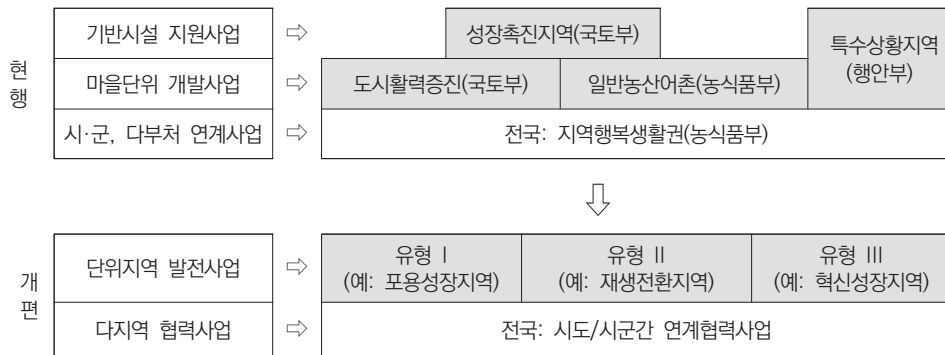 현행
기반시설 지원사업 ⇨ 성장촉진지역(국토부)
특수상황지역
(행안부)
마을단위 개발사업 ⇨ 도시활력증진(국토부) 일반농산어촌(농식품부)
시·군, 다부처 연계사업 ⇨ 전국: 지역행복생활권(농식품부)
개편
단위지역 발전사업 ⇨
유형 Ⅰ
(예: 포용성장지역)
유형 Ⅱ
(예: 재생전환지역)
유형 Ⅲ
(예: 혁신성장지역)
다지역 협력사업 ⇨ 전국: 시도/시군간 연계협력사업